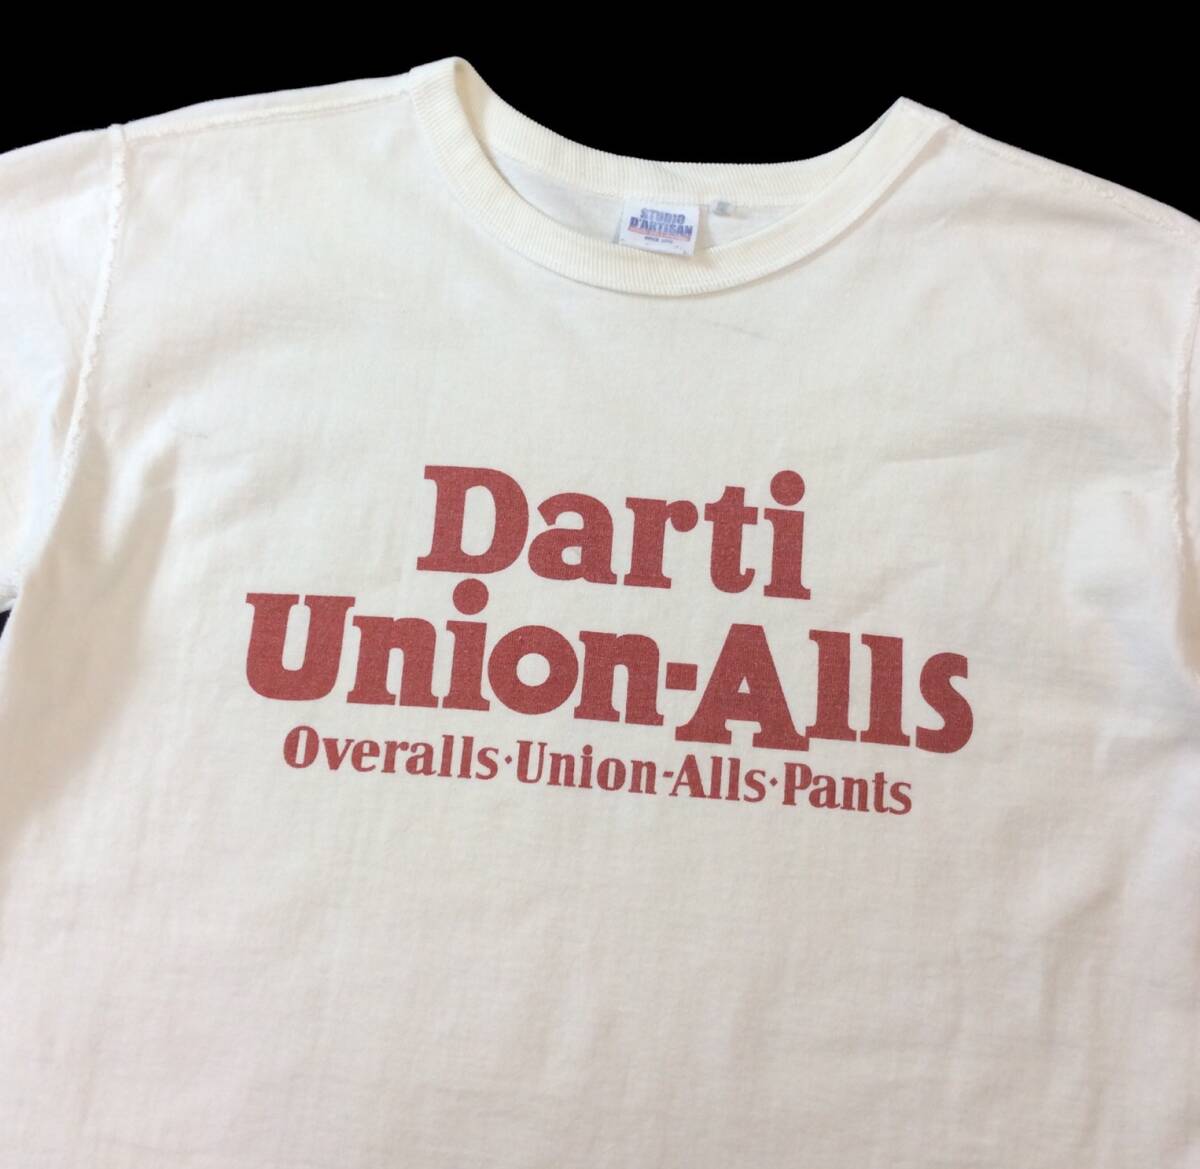 STUDIO
D'ARTISAN
Darti
Union-Alls
Overalls·Union-Alls·Pants